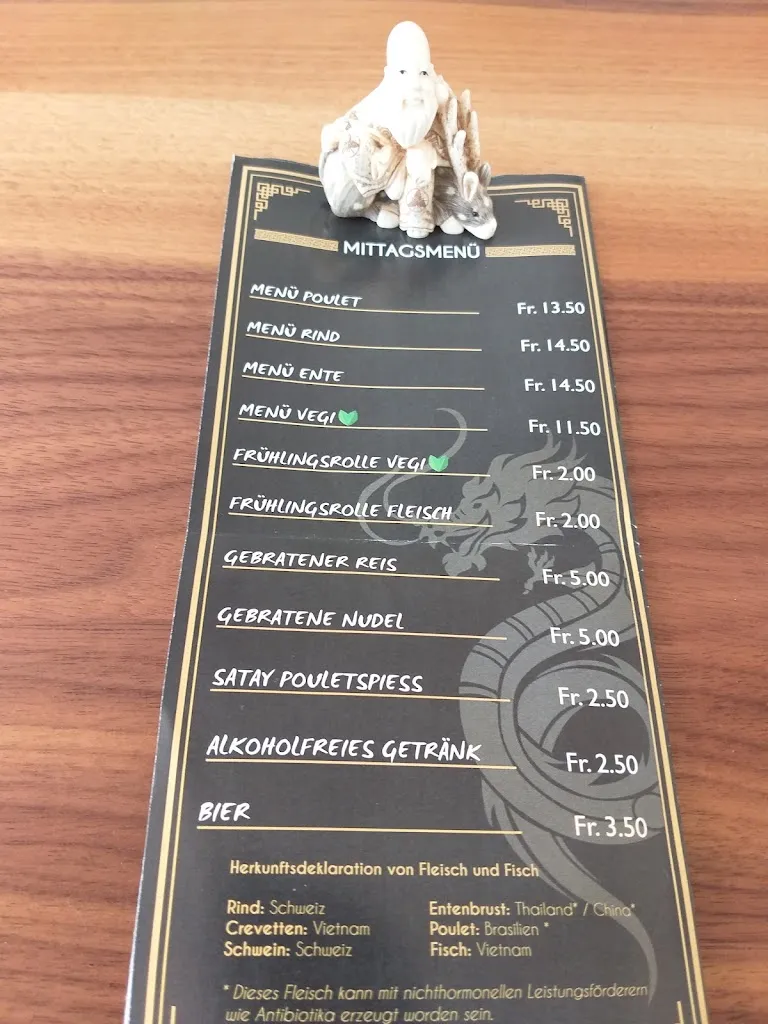 MITTAGSMENÜ
MENÜ POULET Fr. 13.50
MENÜ RIND Fr. 14.50
MENÜ ENTE Fr. 14.50
MENÜ VEGI Fr. 11.50
FRÜHLINGSROLLE VEGI Fr. 2.00
FRÜHLINGSROLLE FLEISCH Fr. 2.00
GEBRATENER REIS Fr. 5.00
GEBRATENE NUDEL Fr. 5.00
SATAY POULETSPIESS Fr. 2.50
ALKOHOLFREIES GETRÄNK Fr. 2.50
BIER Fr. 3.50
Herkunftsdeklaration von Fleisch und Fisch
Rind: Schweiz Entenbrust: Thailand* / China*
Crevetten: Vietnam Poulet: Brasilien *
Schwein: Schweiz Fisch: Vietnam
* Dieses Fleisch kann mit nichthormonellen Leistungsförderern
wie Antibiotika erzeugt worden sein.